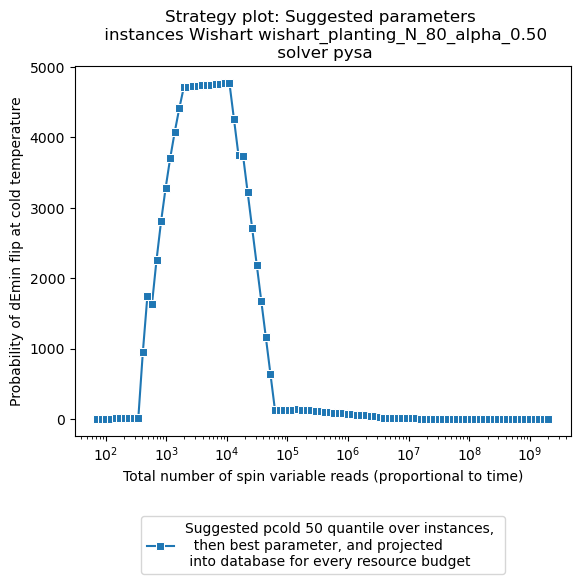 Strategy plot: Suggested parameters
instances Wishart wishart_planting_N_80_alpha_0.50
solver pysa
Probability of dEmin flip at cold temperature
5000
4000
3000
2000
1000
0
10² 10³ 10⁴ 10⁵ 10⁶ 10⁷ 10⁸ 10⁹
Total number of spin variable reads (proportional to time)
Suggested pcold 50 quantile over instances,
then best parameter, and projected
into database for every resource budget